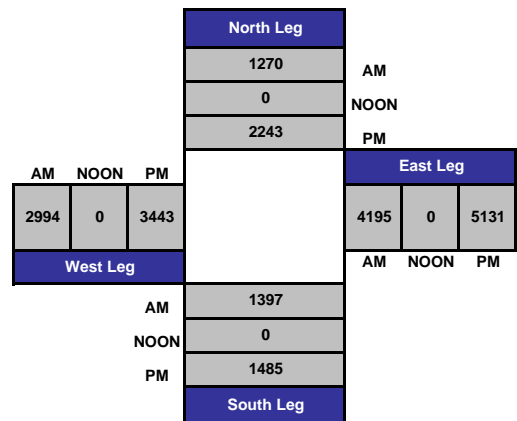 North Leg
1270 AM
0 NOON
2243 PM
AM NOON PM
East Leg
2994 0 3443
4195 0 5131
West Leg
AM NOON PM
AM 1397
NOON 0
PM 1485
South Leg